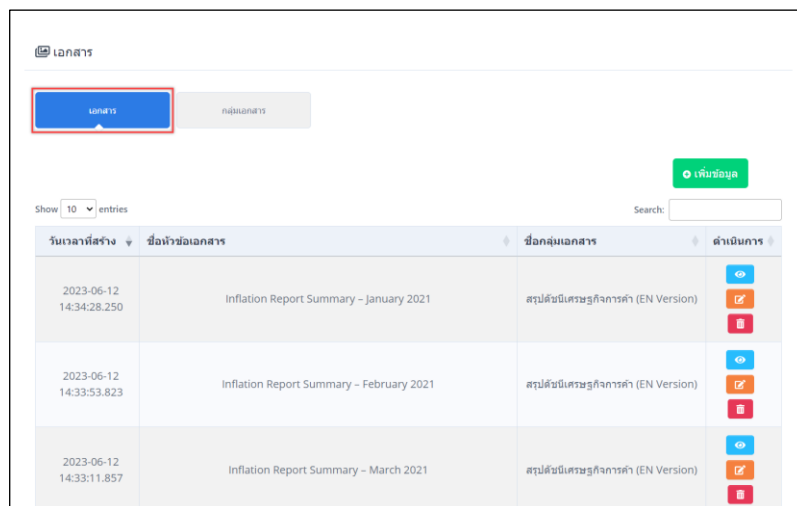 เอกสาร
เอกสาร
กลุ่มเอกสาร
เพิ่มข้อมูล
Show 10 entries
Search:
วันเวลาที่สร้าง ชื่อหัวข้อเอกสาร ชื่อกลุ่มเอกสาร ดำเนินการ
2023-06-12
14:34:28.250
Inflation Report Summary – January 2021
สรุปดัชนีเศรษฐกิจการค้า (EN Version)
2023-06-12
14:33:53.823
Inflation Report Summary – February 2021
สรุปดัชนีเศรษฐกิจการค้า (EN Version)
2023-06-12
14:33:11.857
Inflation Report Summary – March 2021
สรุปดัชนีเศรษฐกิจการค้า (EN Version)